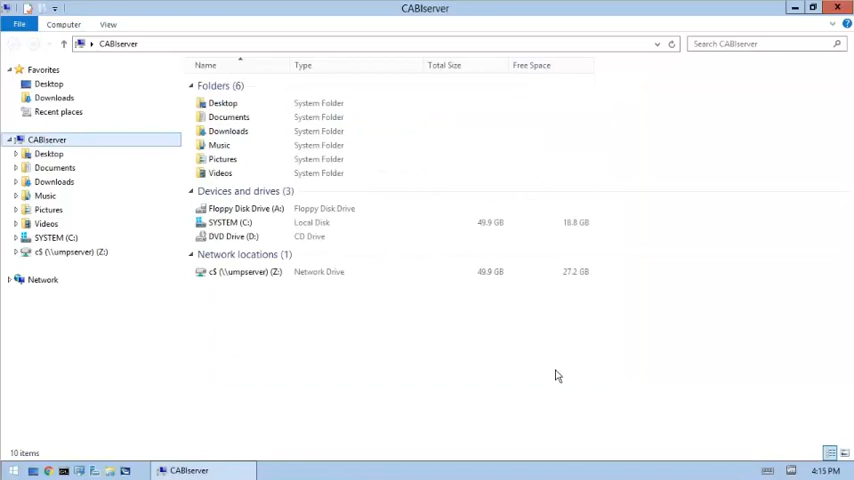 CABIserver
File
Computer
View
CABIserver
Search CABIserver
Name
Type
Total Size
Free Space
Favorites
Desktop
Downloads
Recent places
CABIserver
Desktop
Documents
Downloads
Music
Pictures
Videos
SYSTEM (C:)
c$ (\\umpserver) (Z:)
Network
Folders (6)
Desktop System Folder
Documents System Folder
Downloads System Folder
Music System Folder
Pictures System Folder
Videos System Folder
Devices and drives (3)
Floppy Disk Drive (A:) Floppy Disk Drive
SYSTEM (C:) Local Disk 49.9 GB 18.8 GB
DVD Drive (D:) CD Drive
Network locations (1)
c$ (\\umpserver) (Z:) Network Drive 49.9 GB 27.2 GB
10 items
CABIserver
4:15 PM